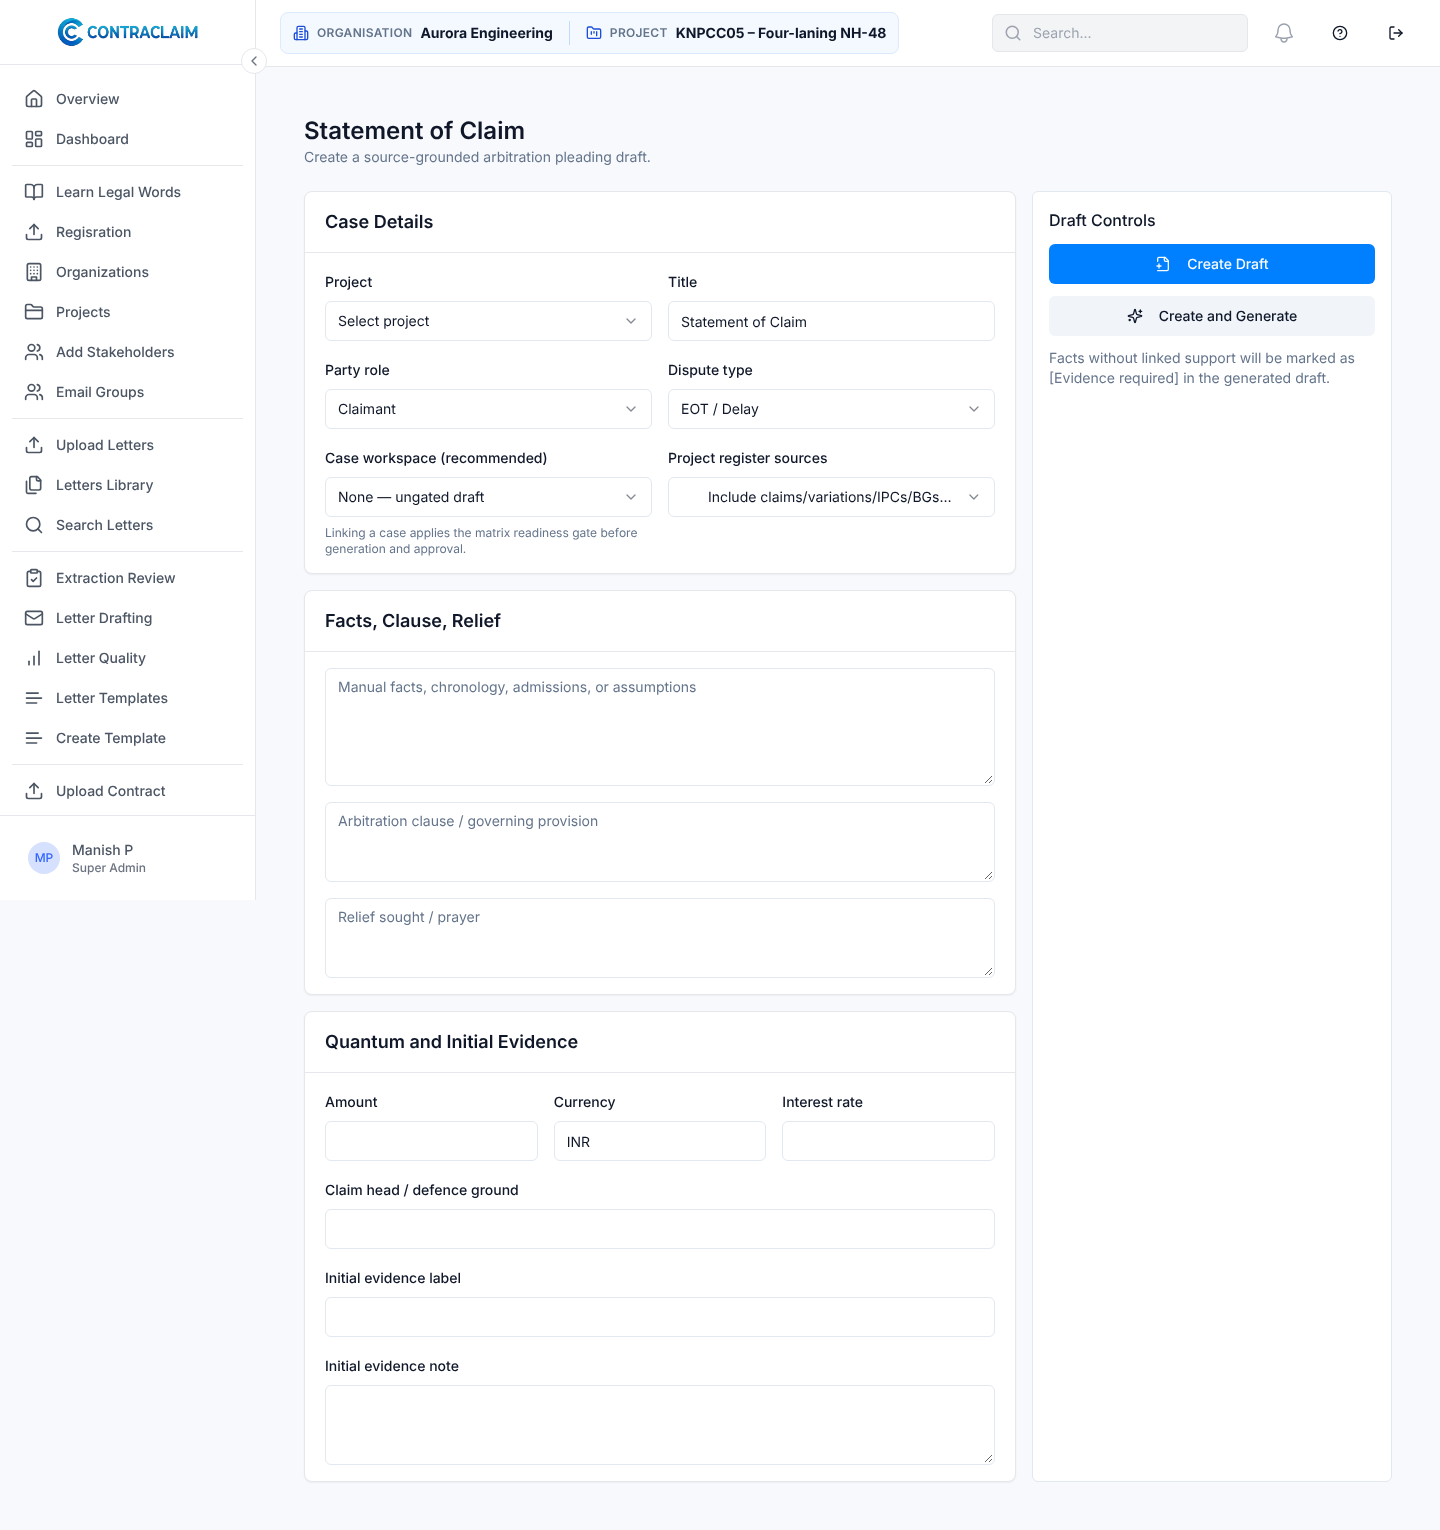 CONTRACLAIM
ORGANISATION Aurora Engineering PROJECT KNPCC05 – Four-laning NH-48
Search...
Overview
Dashboard
Learn Legal Words
Regisration
Organizations
Projects
Add Stakeholders
Email Groups
Upload Letters
Letters Library
Search Letters
Extraction Review
Letter Drafting
Letter Quality
Letter Templates
Create Template
Upload Contract
MP
Manish P
Super Admin
Statement of Claim
Create a source-grounded arbitration pleading draft.
Case Details
Project Title
Select project Statement of Claim
Party role Dispute type
Claimant EOT / Delay
Case workspace (recommended) Project register sources
None — ungated draft Include claims/variations/IPCs/BGs...
Linking a case applies the matrix readiness gate before
generation and approval.
Facts, Clause, Relief
Manual facts, chronology, admissions, or assumptions
Arbitration clause / governing provision
Relief sought / prayer
Quantum and Initial Evidence
Amount Currency Interest rate
INR
Claim head / defence ground
Initial evidence label
Initial evidence note
Draft Controls
Create Draft
Create and Generate
Facts without linked support will be marked as
[Evidence required] in the generated draft.